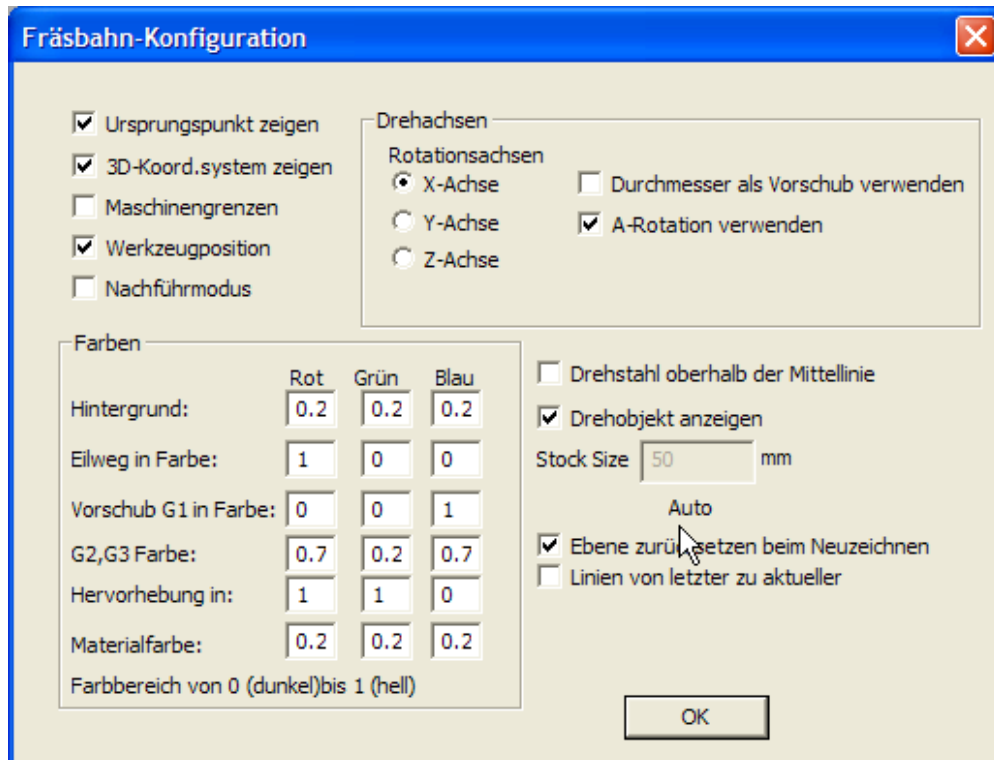 Fräsbahn-Konfiguration
Ursprungspunkt zeigen
3D-Koord.system zeigen
Maschinengrenzen
Werkzeugposition
Nachführmodus
Drehachsen
Rotationsachsen
X-Achse
Y-Achse
Z-Achse
Durchmesser als Vorschub verwenden
A-Rotation verwenden
Farben
Rot Grün Blau
Hintergrund: 0.2 0.2 0.2
Eilweg in Farbe: 1 0 0
Vorschub G1 in Farbe: 0 0 1
G2,G3 Farbe: 0.7 0.2 0.7
Hervorhebung in: 1 1 0
Materialfarbe: 0.2 0.2 0.2
Farbbereich von 0 (dunkel)bis 1 (hell)
Drehstahl oberhalb der Mittellinie
Drehobjekt anzeigen
Stock Size 50 mm
Auto
Ebene zurücksetzen beim Neuzeichnen
Linien von letzter zu aktueller
OK